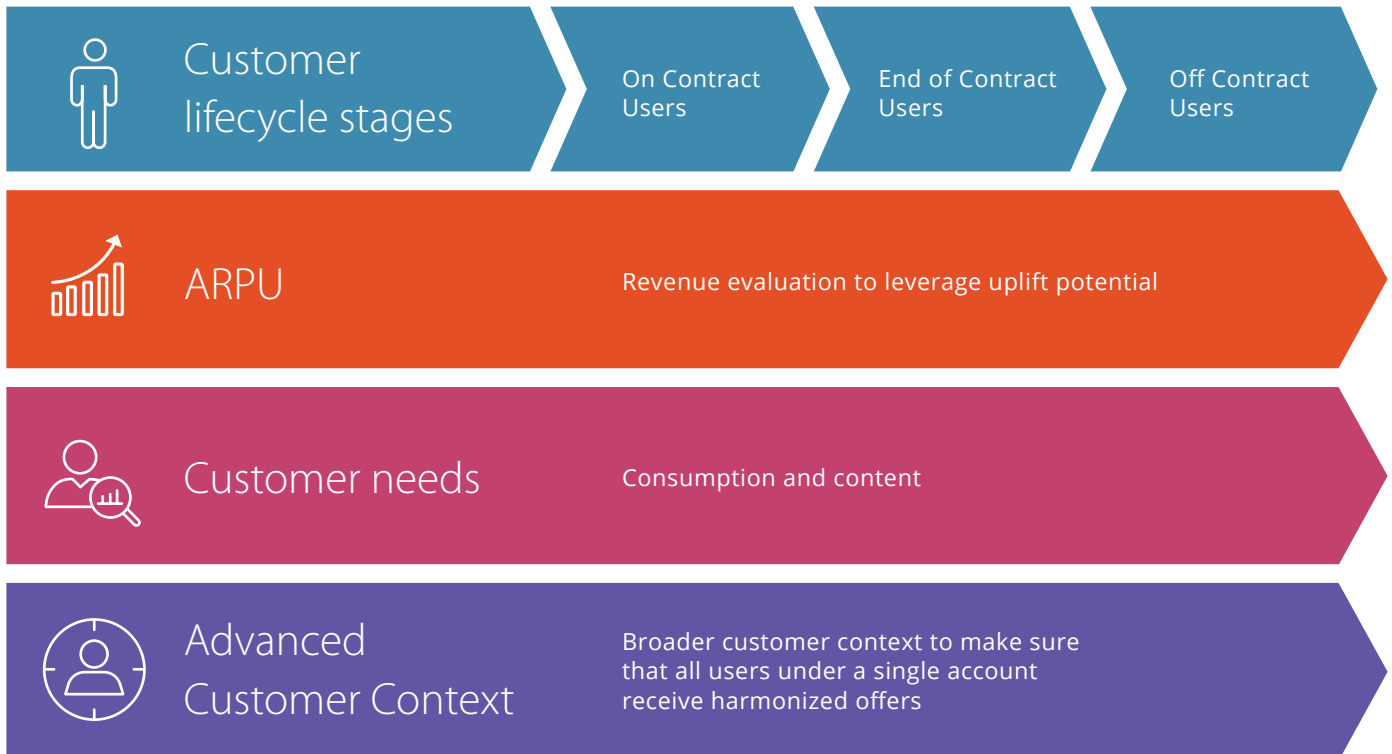 Customer
lifecycle stages
On Contract
Users
End of Contract
Users
Off Contract
Users
ARPU
Revenue evaluation to leverage uplift potential
Customer needs
Consumption and content
Advanced
Customer Context
Broader customer context to make sure
that all users under a single account
receive harmonized offers